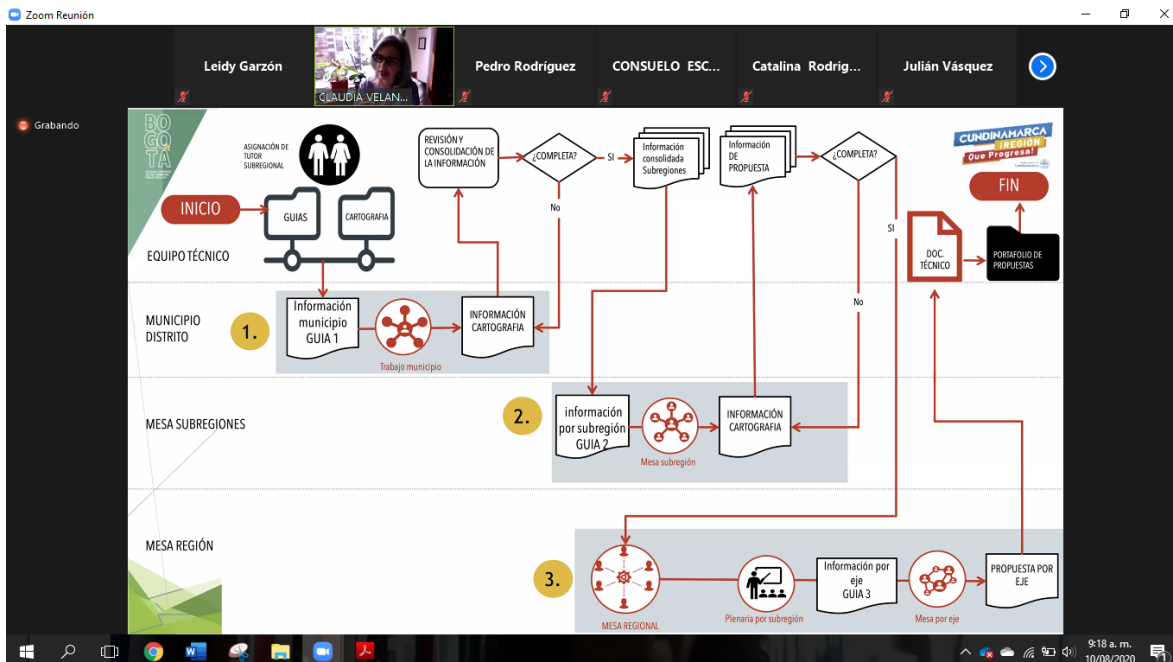 Zoom Reunión
Leidy Garzón
CLAUDIA VELAN...
Pedro Rodríguez
CONSUELO ESC...
Catalina Rodrig...
Julián Vásquez
Grabando
BO
GO
TÁ
ASIGNACIÓN DE
TUTOR
SUBREGIONAL
REVISIÓN Y
CONSOLIDACIÓN DE
LA INFORMACIÓN
¿COMPLETA?
SI
No
Información
consolidada
Subregiones
Información
DE
PROPUESTA
¿COMPLETA?
SI
No
CUNDINAMARCA
¡REGIÓN
Que Progresa!
FIN
INICIO
GUIAS
CARTOGRAFIA
EQUIPO TÉCNICO
DOC.
TÉCNICO
PORTAFOLIO DE
PROPUESTAS
MUNICIPIO
DISTRITO
1.
Información
municipio
GUIA 1
Trabajo municipio
INFORMACIÓN
CARTOGRAFIA
MESA SUBREGIONES
2.
información
por subregión
GUIA 2
Mesa subregión
INFORMACIÓN
CARTOGRAFIA
MESA REGIÓN
3.
MESA REGIONAL
Plenaria por subregión
Información por
eje
GUIA 3
Mesa por eje
PROPUESTA POR
EJE
9:18 a. m.
10/08/2020